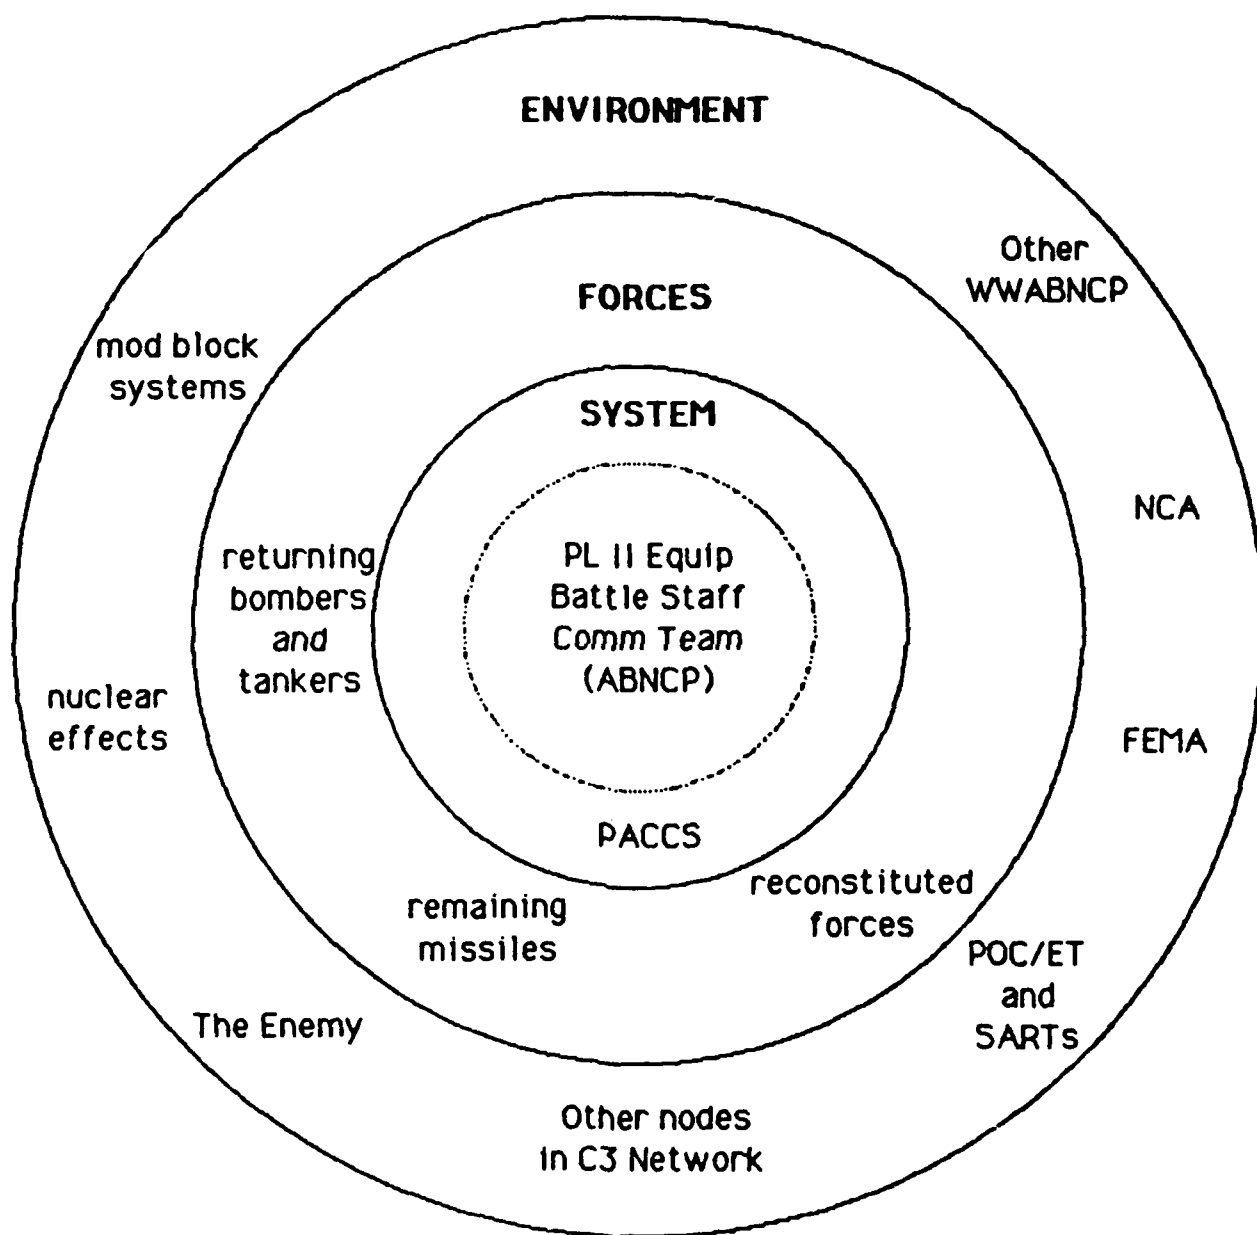 ENVIRONMENT
Other
WWABNCP
FORCES
mod block
systems
SYSTEM
NCA
returning
bombers
and
tankers
PL II Equip
Battle Staff
Comm Team
(ABNCP)
nuclear
effects
FEMA
PACCS
reconstituted
forces
remaining
missiles
POC/ET
and
SARTs
The Enemy
Other nodes
in C3 Network